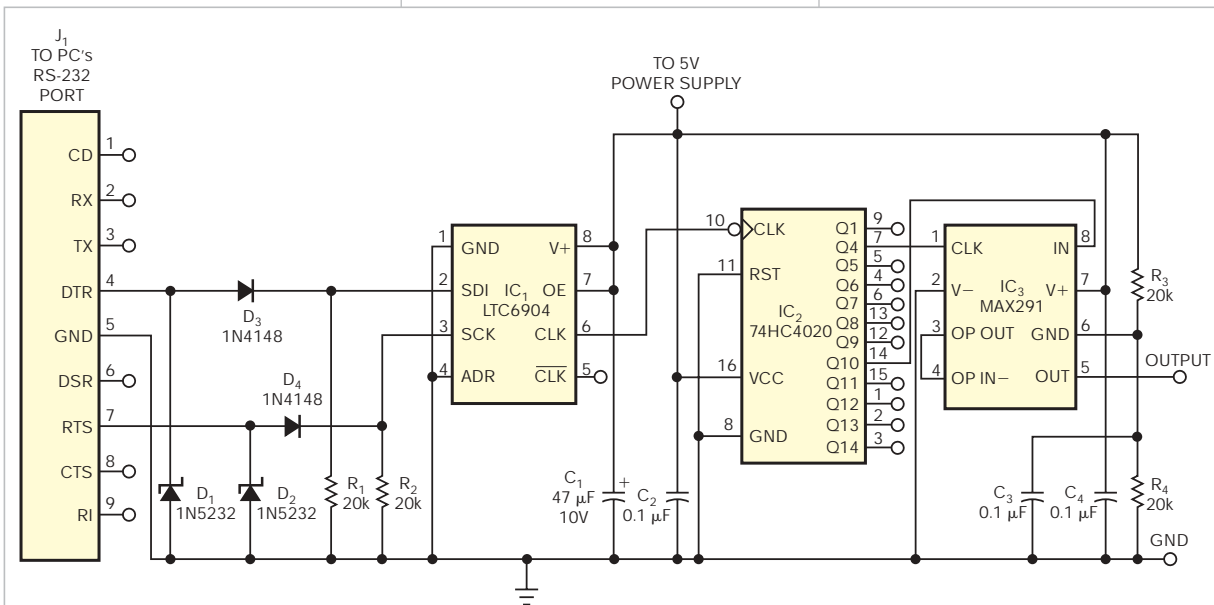 J1
TO PC's
RS-232
PORT
CD 1
RX 2
TX 3
DTR 4
GND 5
DSR 6
RTS 7
CTS 8
RI 9
D3
1N4148
D4
1N4148
D1
1N5232
D2
1N5232
R1
20k
R2
20k
1 GND
2 SDI
3 SCK
4 ADR
IC1
LTC6904
V+ 8
OE 7
CLK 6
CLK 5
C1
47 µF
10V
+
C2
0.1 µF
TO 5V
POWER SUPPLY
10 CLK
11 RST
16 VCC
8 GND
IC2
74HC4020
Q1 9
Q4 7
Q5 5
Q6 4
Q7 6
Q8 13
Q9 12
Q10 14
Q11 15
Q12 1
Q13 2
Q14 3
1 CLK
2 V–
3 OP OUT
4 OP IN–
IC3
MAX291
IN 8
V+ 7
GND 6
OUT 5
R3
20k
OUTPUT
C3
0.1 µF
C4
0.1 µF
R4
20k
GND